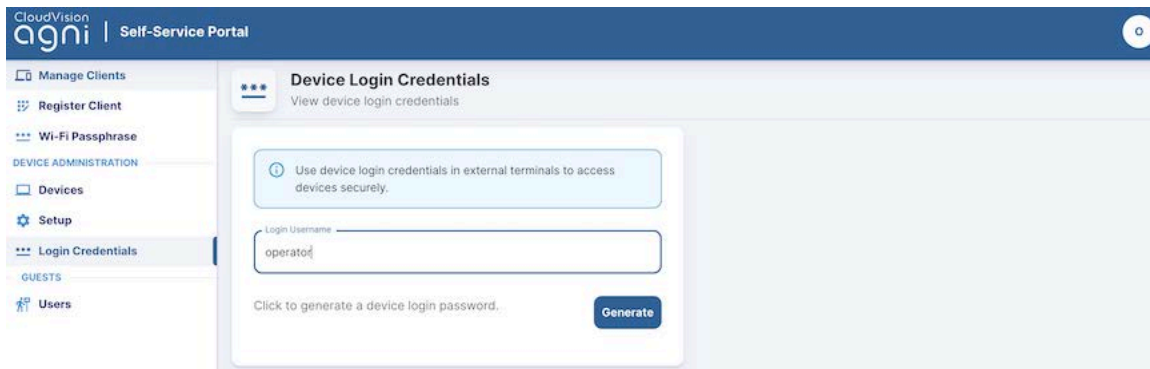 CloudVision
agni | Self-Service Portal
O
Manage Clients
Register Client
Wi-Fi Passphrase
DEVICE ADMINISTRATION
Devices
Setup
Login Credentials
GUESTS
Users
Device Login Credentials
View device login credentials
Use device login credentials in external terminals to access
devices securely.
Login Username
operator
Click to generate a device login password.
Generate